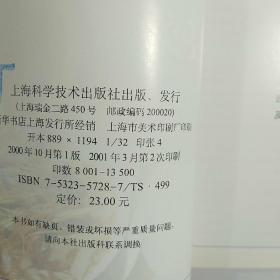 上海科学技术出版社出版、发行
(上海瑞金二路450号 邮政编码200020)
新华书店上海发行所经销 上海市美术印刷厂印刷
开本 889×1194 1/32 印张 4
2000年10月第1版 2001年3月第2次印刷
印数 8 001-13 500
ISBN 7-5323-5728-7/TS·499
定价: 23.00元
本书如有缺页、错装或坏损等严重质量问题,
请向本社出版科联系调换